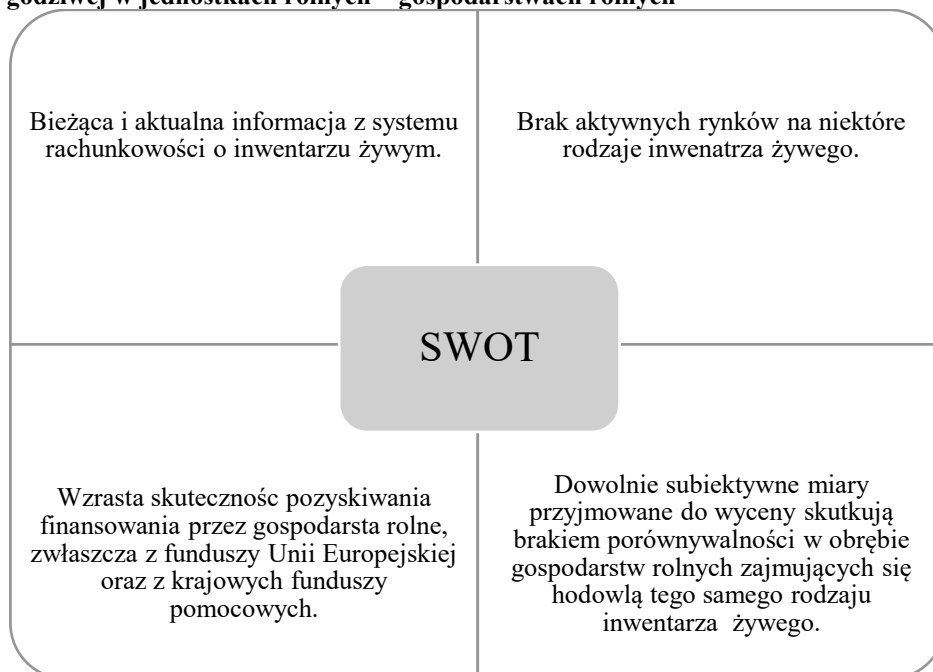 godziwej w jednostkach rolnych – gospodarstwach rolnych
Bieżąca i aktualna informacja z systemu
rachunkowości o inwentarzu żywym.
Brak aktywnych rynków na niektóre
rodzaje inwenatrza żywego.
SWOT
Wzrasta skutecznośc pozyskiwania
finansowania przez gospodarsta rolne,
zwłaszcza z funduszy Unii Europejskiej
oraz z krajowych funduszy
pomocowych.
Dowolnie subiektywne miary
przyjmowane do wyceny skutkują
brakiem porównywalności w obrębie
gospodarstw rolnych zajmujących się
hodowlą tego samego rodzaju
inwentarza żywego.